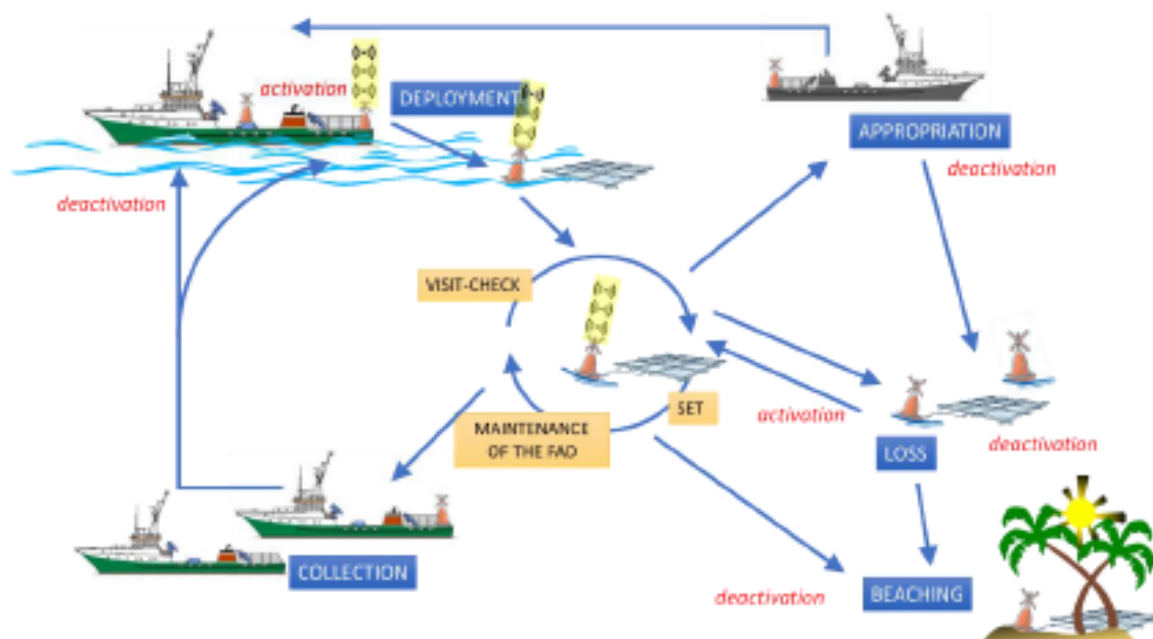 activation
DEPLOYMENT
APPROPRIATION
deactivation
deactivation
VISIT-CHECK
SET
activation
MAINTENANCE
OF THE FAD
LOSS
deactivation
COLLECTION
deactivation
BEACHING